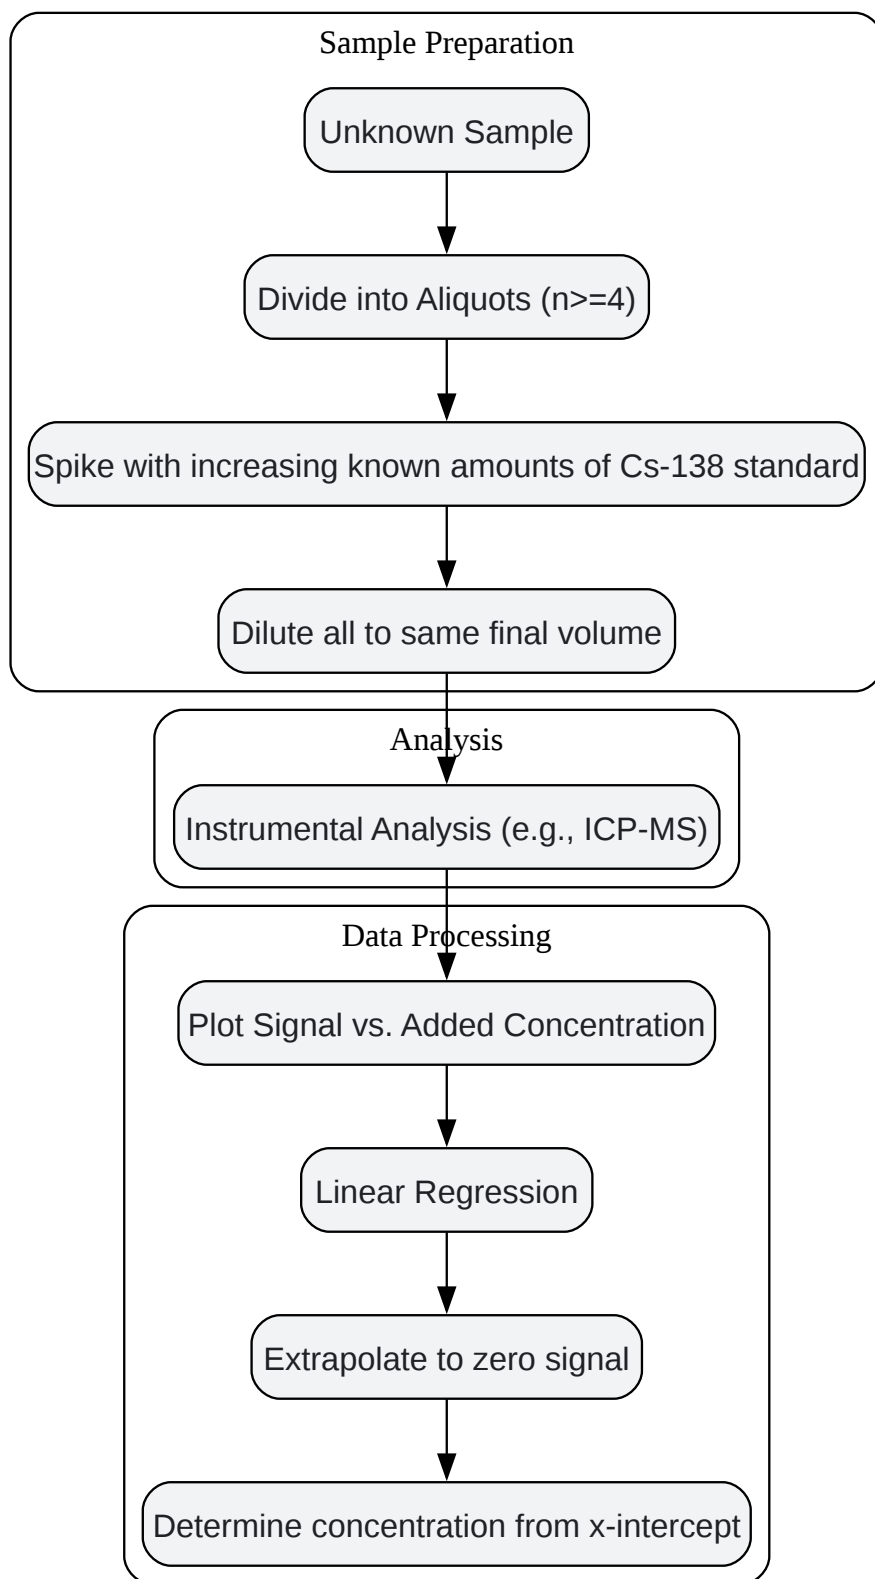 Sample Preparation
Unknown Sample
Divide into Aliquots (n>=4)
Spike with increasing known amounts of Cs-138 standard
Dilute all to same final volume
Analysis
Instrumental Analysis (e.g., ICP-MS)
Data Processing
Plot Signal vs. Added Concentration
Linear Regression
Extrapolate to zero signal
Determine concentration from x-intercept